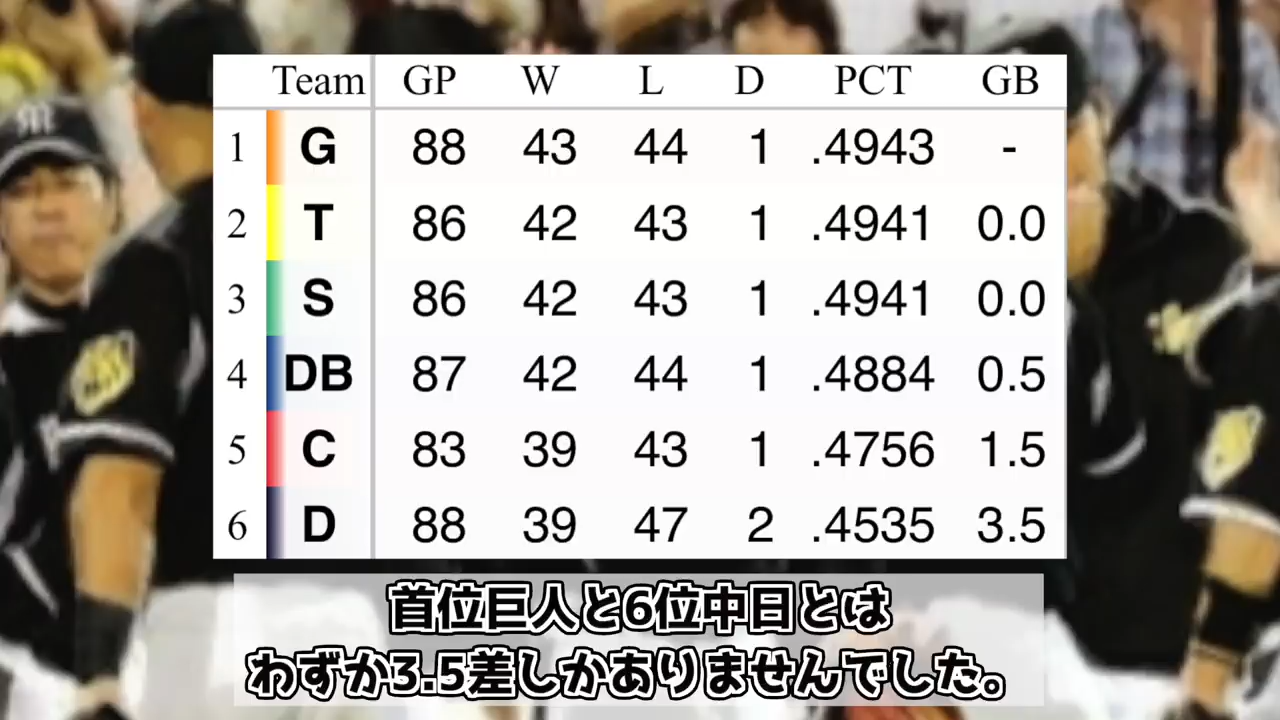 Team GP W L D PCT GB
1 G 88 43 44 1 .4943 -
2 T 86 42 43 1 .4941 0.0
3 S 86 42 43 1 .4941 0.0
4 DB 87 42 44 1 .4884 0.5
5 C 83 39 43 1 .4756 1.5
6 D 88 39 47 2 .4535 3.5
首位巨人と6位中日とは
わずか3.5差しかありませんでした。
M